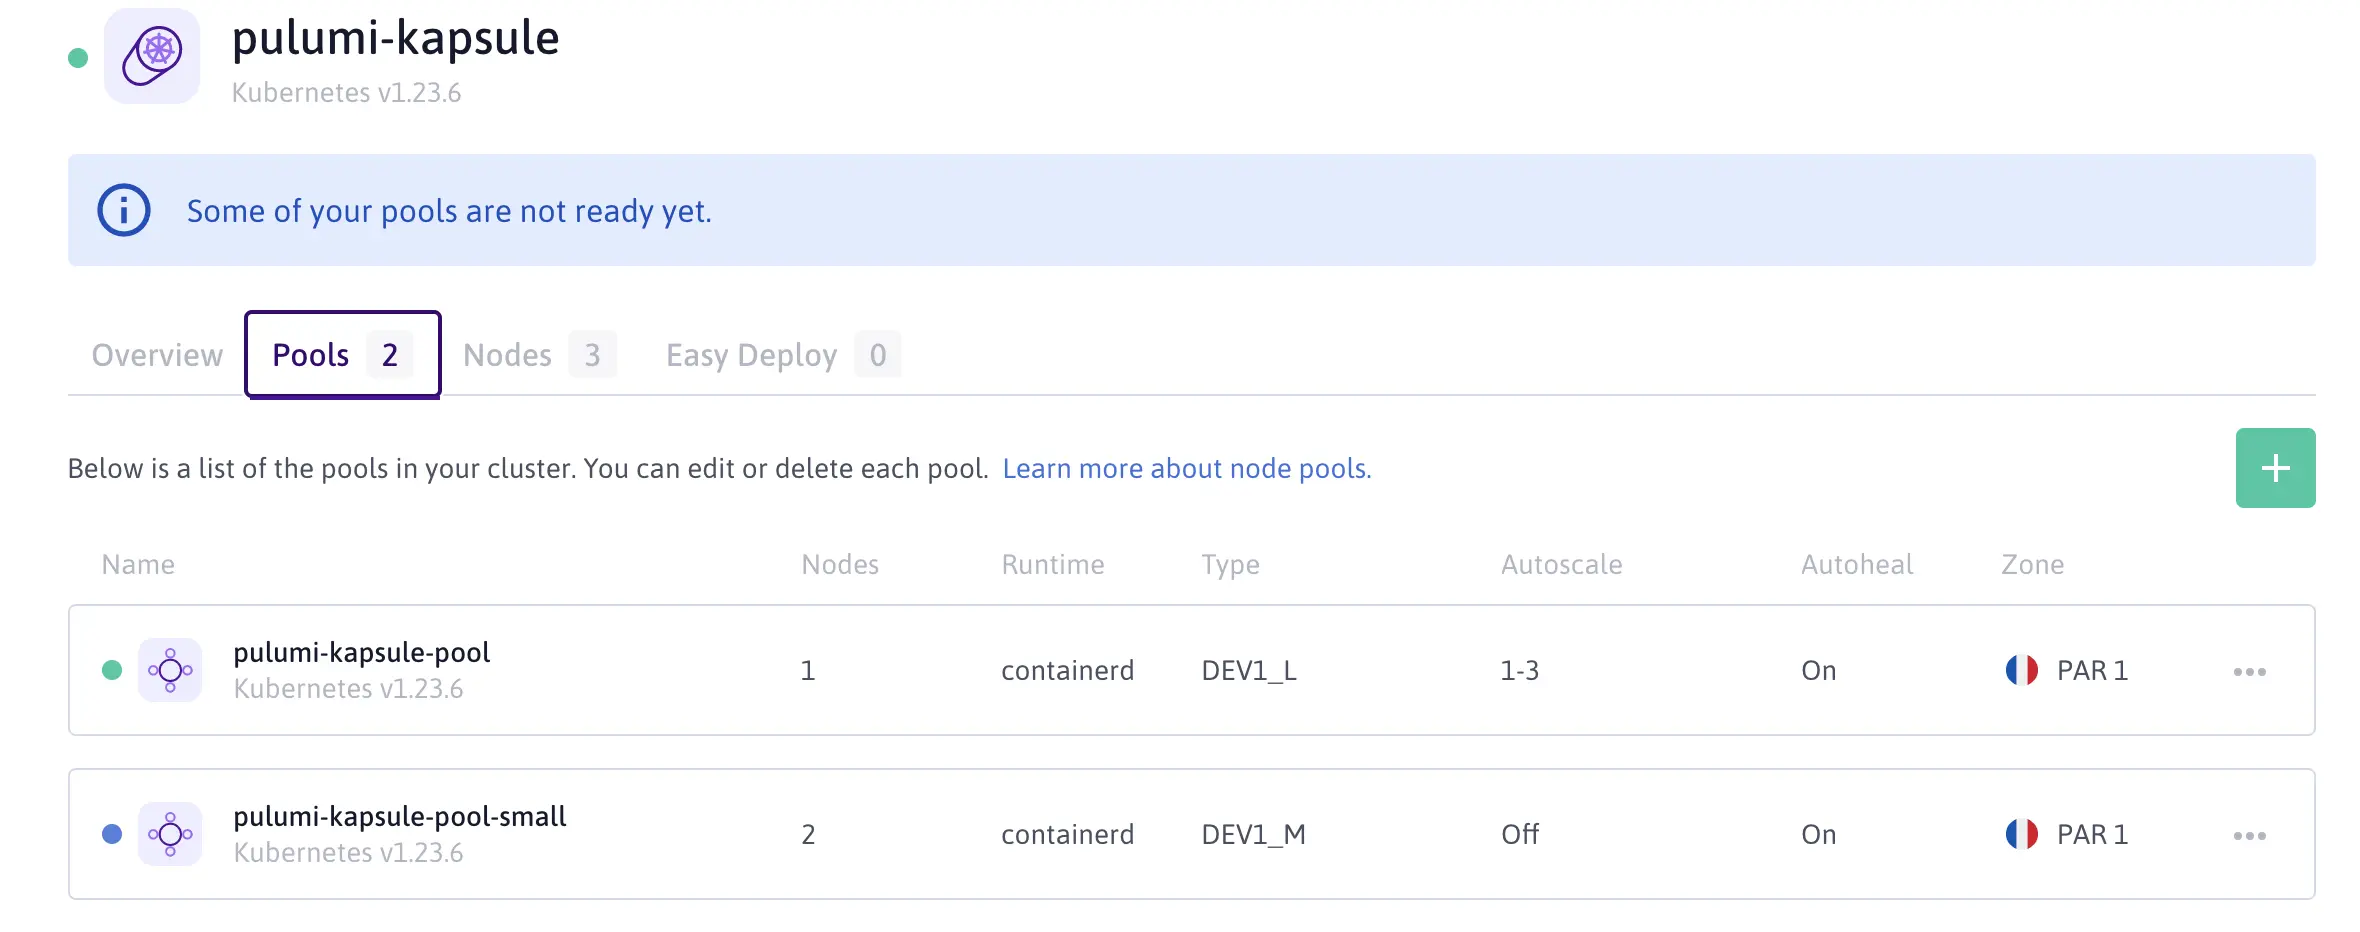 pulumi-kapsule
Kubernetes v1.23.6
Some of your pools are not ready yet.
Overview Pools 2 Nodes 3 Easy Deploy 0
Below is a list of the pools in your cluster. You can edit or delete each pool. Learn more about node pools.
Name Nodes Runtime Type Autoscale Autoheal Zone
pulumi-kapsule-pool 1 containerd DEV1_L 1-3 On PAR 1
Kubernetes v1.23.6
pulumi-kapsule-pool-small 2 containerd DEV1_M Off On PAR 1
Kubernetes v1.23.6